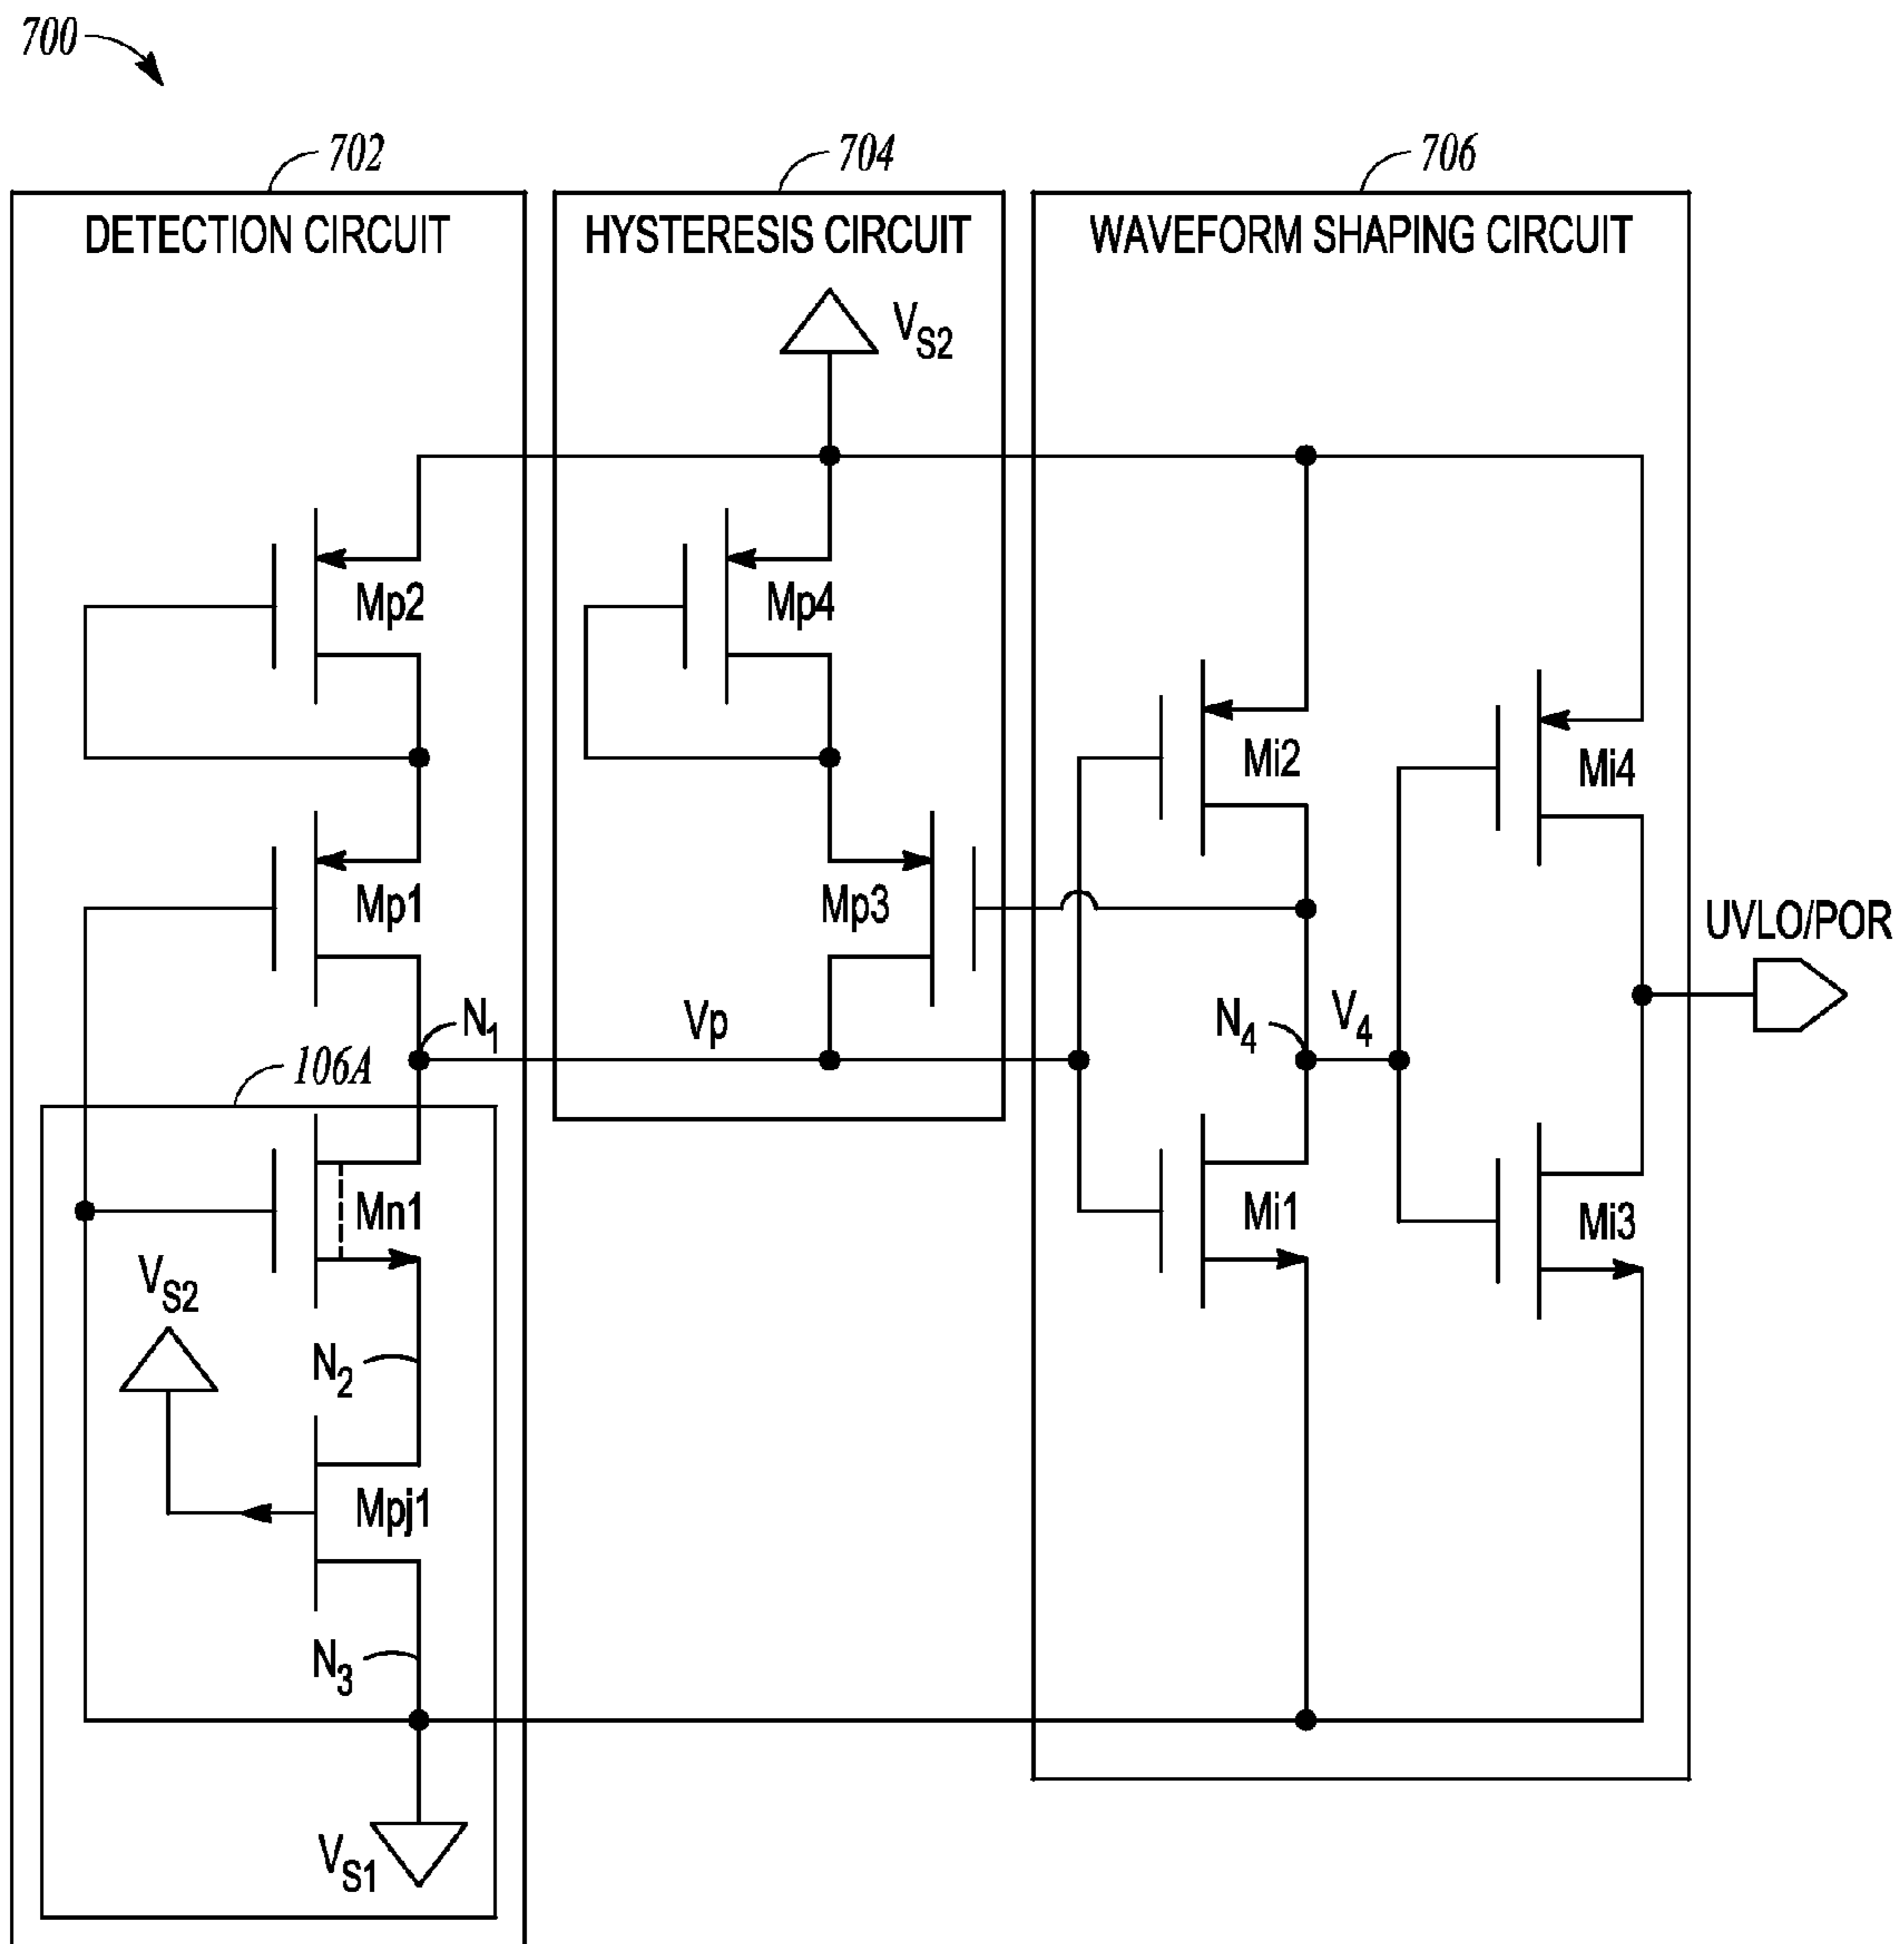 700
702
704
706
DETECTION CIRCUIT
HYSTERESIS CIRCUIT
WAVEFORM SHAPING CIRCUIT
VS2
Mp2
Mp4
Mi2
Mi4
Mp1
Mp3
UVLO/POR
N1
Vp
N4
V4
106A
Mn1
Mi1
Mi3
VS2
N2
Mpj1
N3
VS1